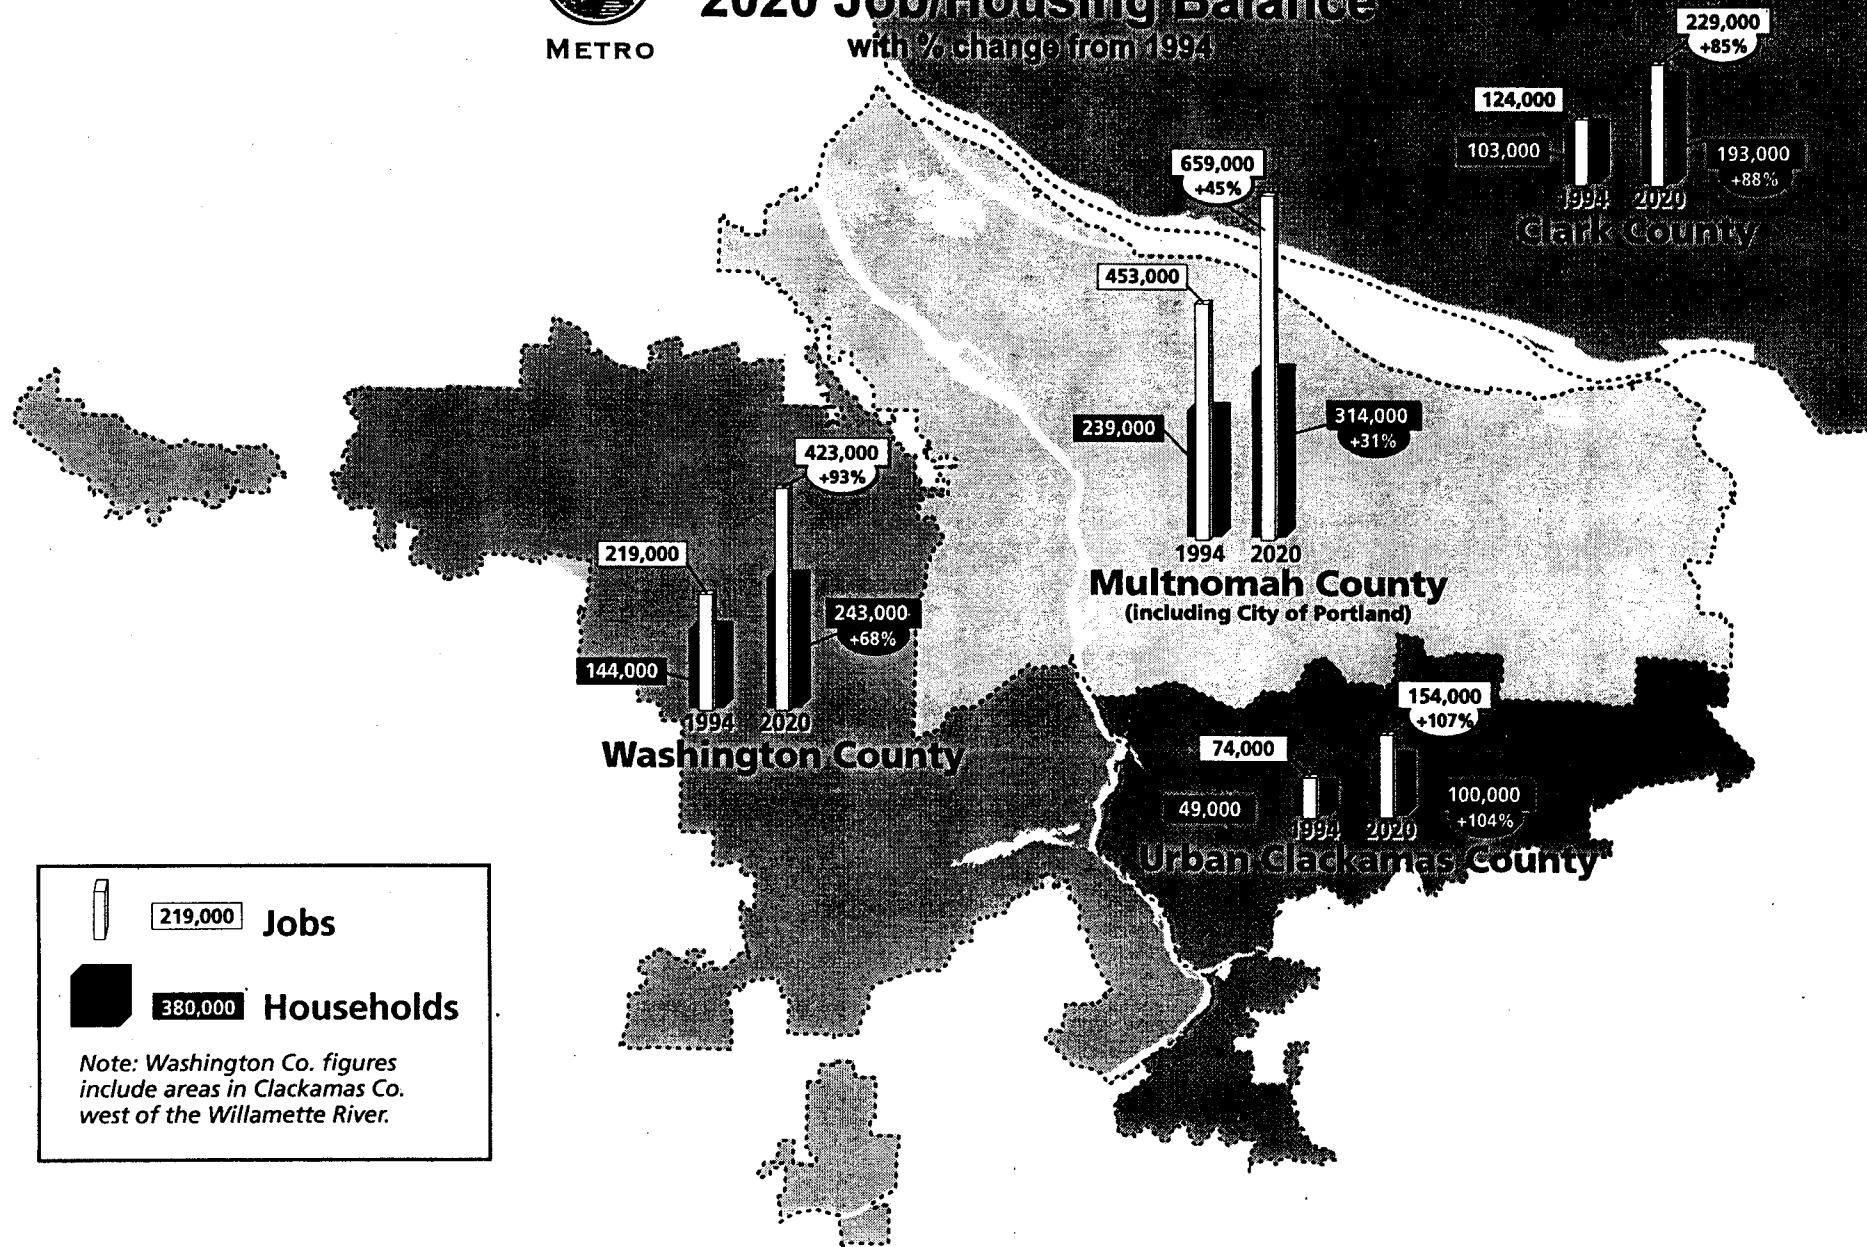 METRO
2020 Job/Housing Balance
with % change from 1994
229,000
+85%
124,000
103,000
193,000
+88%
1994 2020
Clark County
659,000
+45%
453,000
239,000
314,000
+31%
1994 2020
Multnomah County
(including City of Portland)
423,000
+93%
219,000
243,000
+68%
144,000
1994 2020
Washington County
154,000
+107%
74,000
49,000
100,000
+104%
1994 2020
Urban Clackamas County
219,000 Jobs
380,000 Households
Note: Washington Co. figures
include areas in Clackamas Co.
west of the Willamette River.